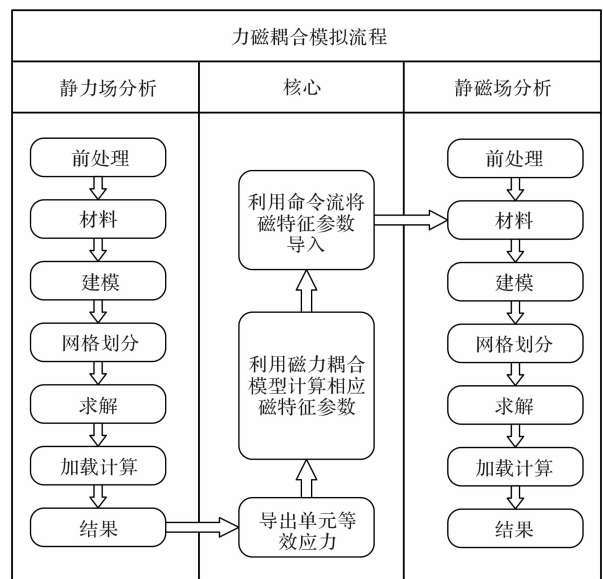 力磁耦合模拟流程
静力场分析
核心
静磁场分析
前处理
材料
建模
网格划分
求解
加载计算
结果
利用命令流将
磁特征参数
导入
利用磁力耦合
模型计算相应
磁特征参数
导出单元等
效应力
前处理
材料
建模
网格划分
求解
加载计算
结果